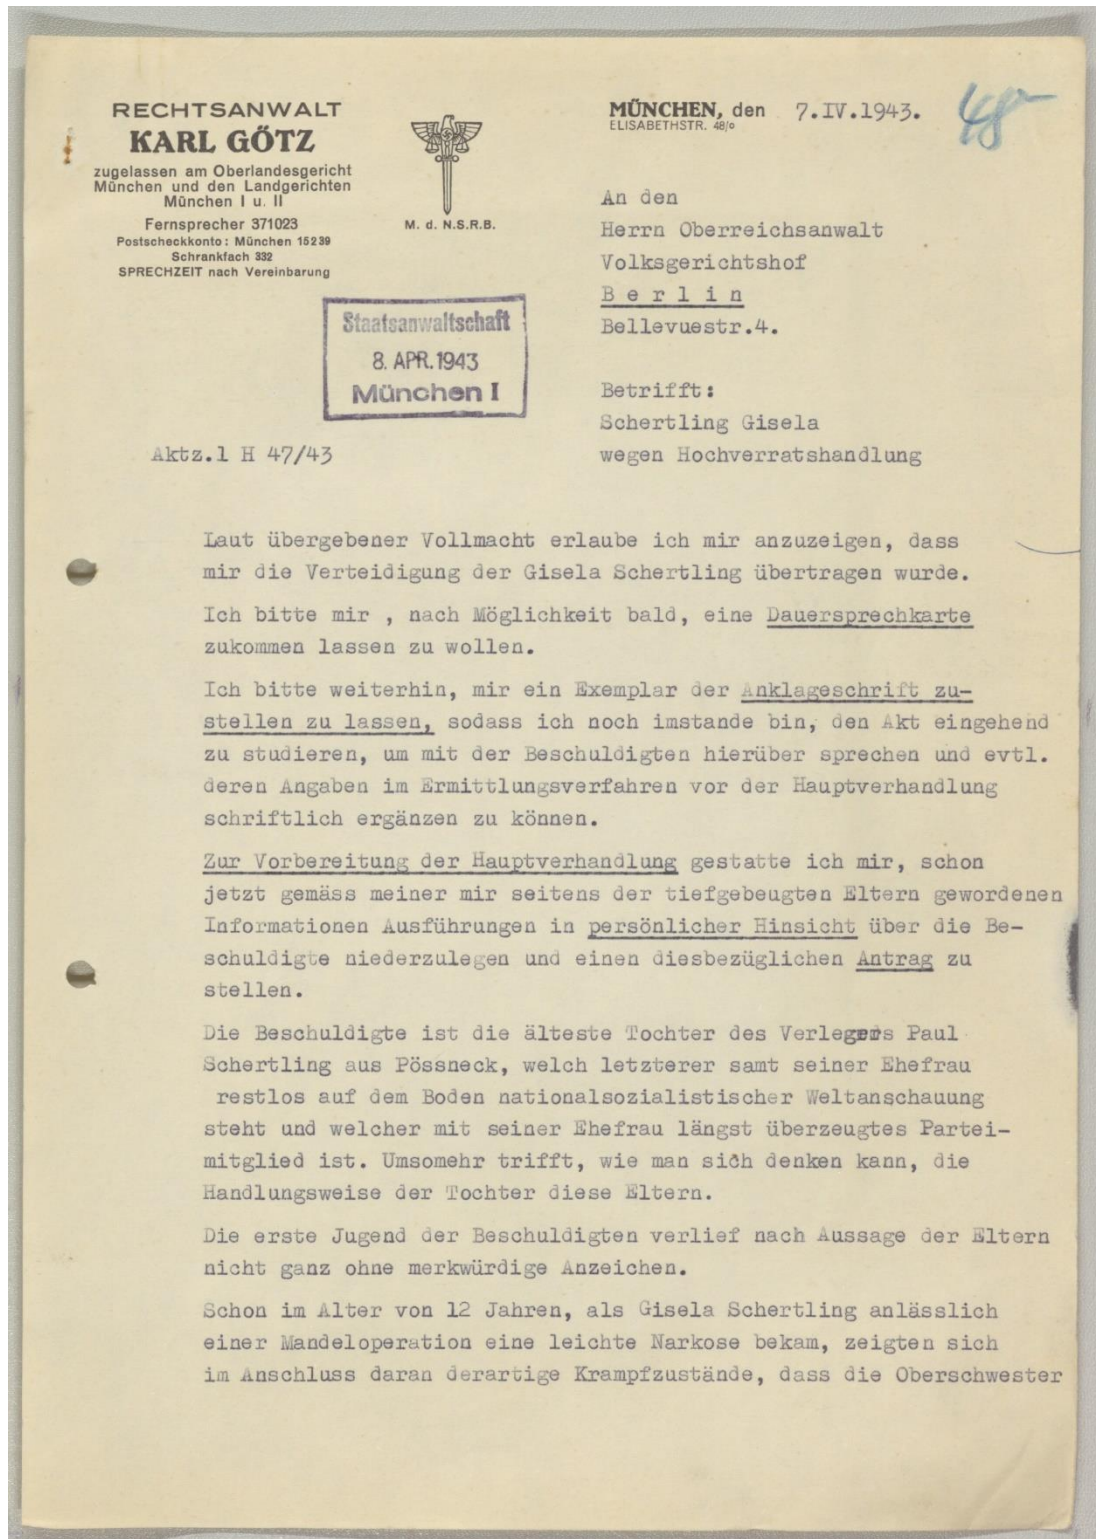 RECHTSANWALT
KARL GÖTZ
zugelassen am Oberlandesgericht
München und den Landgerichten
München I u. II
Fernsprecher 371023
Postscheckkonto: München 15239
Schrankfach 332
SPRECHZEIT nach Vereinbarung
M. d. N.S.R.B.
MÜNCHEN, den 7.IV.1943.
ELISABETHSTR. 48/0
48
An den
Herrn Oberreichsanwalt
Volksgerichtshof
Berlin
Bellevuestr.4.
Staatsanwaltschaft
8. APR. 1943
München I
Betrifft:
Schertling Gisela
wegen Hochverratshandlung
Aktz.1 H 47/43
Laut übergebener Vollmacht erlaube ich mir anzuzeigen, dass
mir die Verteidigung der Gisela Schertling übertragen wurde.
Ich bitte mir , nach Möglichkeit bald, eine Dauersprechkarte
zukommen lassen zu wollen.
Ich bitte weiterhin, mir ein Exemplar der Anklageschrift zu-
stellen zu lassen, sodass ich noch imstande bin, den Akt eingehend
zu studieren, um mit der Beschuldigten hierüber sprechen und evtl.
deren Angaben im Ermittlungsverfahren vor der Hauptverhandlung
schriftlich ergänzen zu können.
Zur Vorbereitung der Hauptverhandlung gestatte ich mir, schon
jetzt gemäss meiner mir seitens der tiefgebeugten Eltern gewordenen
Informationen Ausführungen in persönlicher Hinsicht über die Be-
schuldigte niederzulegen und einen diesbezüglichen Antrag zu
stellen.
Die Beschuldigte ist die älteste Tochter des Verlegers Paul
Schertling aus Pössneck, welch letzterer samt seiner Ehefrau
restlos auf dem Boden nationalsozialistischer Weltanschauung
steht und welcher mit seiner Ehefrau längst überzeugtes Partei-
mitglied ist. Umsomehr trifft, wie man sich denken kann, die
Handlungsweise der Tochter diese Eltern.
Die erste Jugend der Beschuldigten verlief nach Aussage der Eltern
nicht ganz ohne merkwürdige Anzeichen.
Schon im Alter von 12 Jahren, als Gisela Schertling anlässlich
einer Mandeloperation eine leichte Narkose bekam, zeigten sich
im Anschluss daran derartige Krampfzustände, dass die Oberschwester